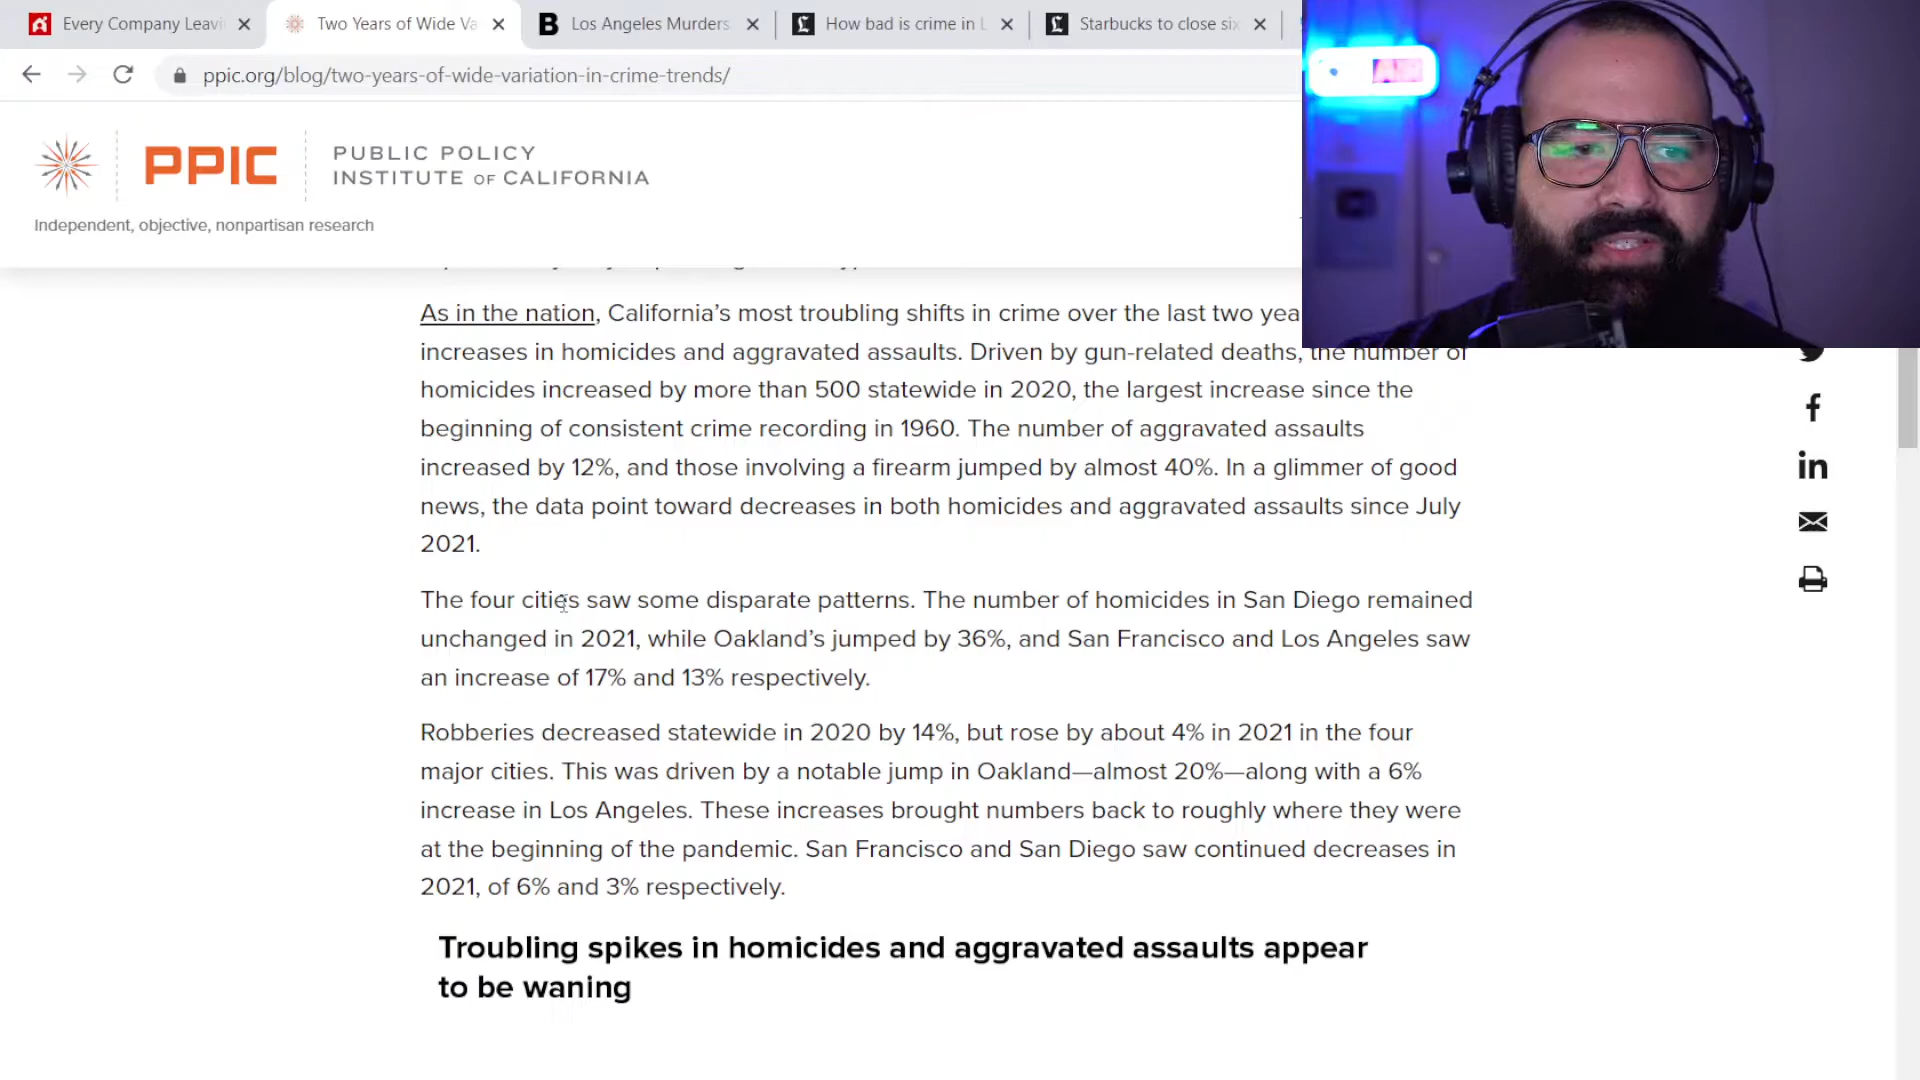 Every Company Leavi
Two Years of Wide Va
Los Angeles Murders
How bad is crime in L
Starbucks to close six
ppic.org/blog/two-years-of-wide-variation-in-crime-trends/
PPIC
PUBLIC POLICY
INSTITUTE OF CALIFORNIA
Independent, objective, nonpartisan research
As in the nation, California's most troubling shifts in crime over the last two yea
increases in homicides and aggravated assaults. Driven by gun-related deaths, the number of
homicides increased by more than 500 statewide in 2020, the largest increase since the
beginning of consistent crime recording in 1960. The number of aggravated assaults
increased by 12%, and those involving a firearm jumped by almost 40%. In a glimmer of good
news, the data point toward decreases in both homicides and aggravated assaults since July
2021.
The four cities saw some disparate patterns. The number of homicides in San Diego remained
unchanged in 2021, while Oakland's jumped by 36%, and San Francisco and Los Angeles saw
an increase of 17% and 13% respectively.
Robberies decreased statewide in 2020 by 14%, but rose by about 4% in 2021 in the four
major cities. This was driven by a notable jump in Oakland—almost 20%—along with a 6%
increase in Los Angeles. These increases brought numbers back to roughly where they were
at the beginning of the pandemic. San Francisco and San Diego saw continued decreases in
2021, of 6% and 3% respectively.
Troubling spikes in homicides and aggravated assaults appear
to be waning